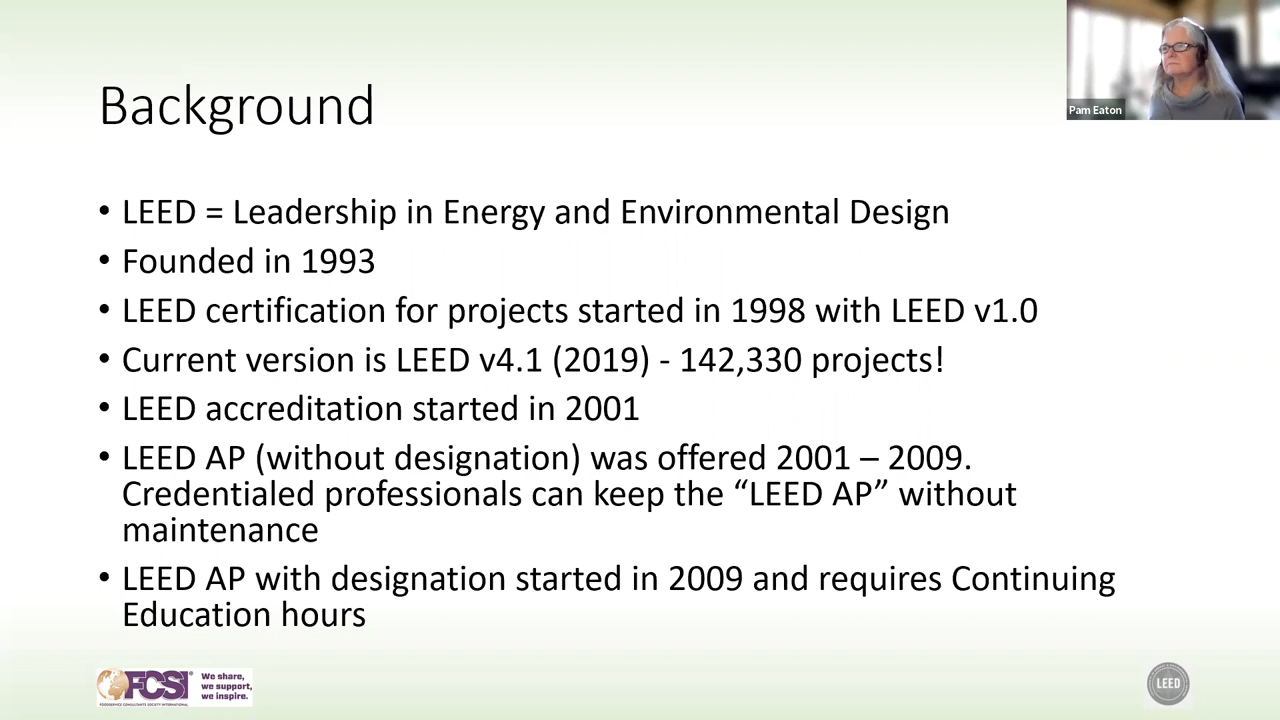 Pam Eaton
Background
• LEED = Leadership in Energy and Environmental Design
• Founded in 1993
• LEED certification for projects started in 1998 with LEED v1.0
• Current version is LEED v4.1 (2019) - 142,330 projects!
• LEED accreditation started in 2001
• LEED AP (without designation) was offered 2001 – 2009.
Credentialed professionals can keep the “LEED AP” without
maintenance
• LEED AP with designation started in 2009 and requires Continuing
Education hours
FCSI®
FOODSERVICE CONSULTANTS SOCIETY INTERNATIONAL
We share,
we support,
we inspire.
LEED